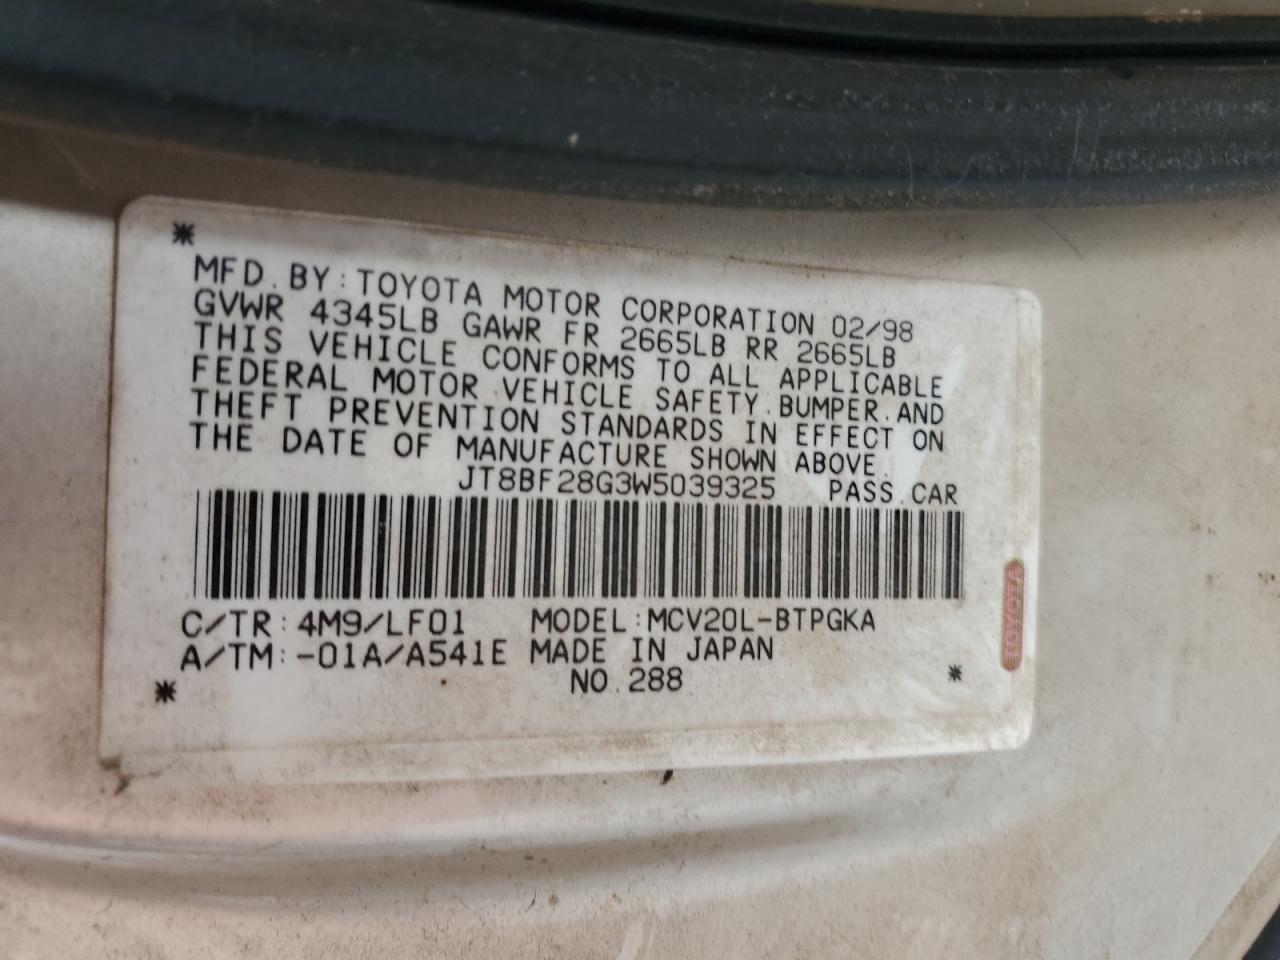 MFD. BY: TOYOTA MOTOR CORPORATION 02/98
GVWR 4345LB GAWR FR 2665LB RR 2665LB
THIS VEHICLE CONFORMS TO ALL APPLICABLE
FEDERAL MOTOR VEHICLE SAFETY. BUMPER. AND
THEFT PREVENTION STANDARDS IN EFFECT ON
THE DATE OF MANUFACTURE SHOWN ABOVE.
JT8BF28G3W5039325 PASS. CAR
C/TR: 4M9/LF01 MODEL: MCV20L-BTPGKA
A/TM: -01A/A541E MADE IN JAPAN
NO. 288
TOYOTA